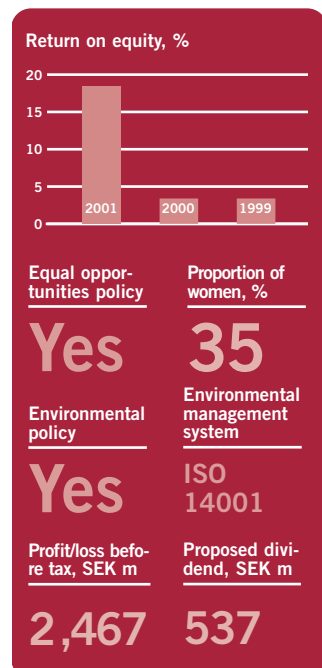 Return on equity, %
20
15
10
5
0
2001
2000
1999
Equal oppor-
tunities policy
Yes
Proportion of
women, %
35
Environmental
policy
Yes
Environmental
management
system
ISO
14001
Profit/loss befo-
re tax, SEK m
2,467
Proposed divi-
dend, SEK m
537